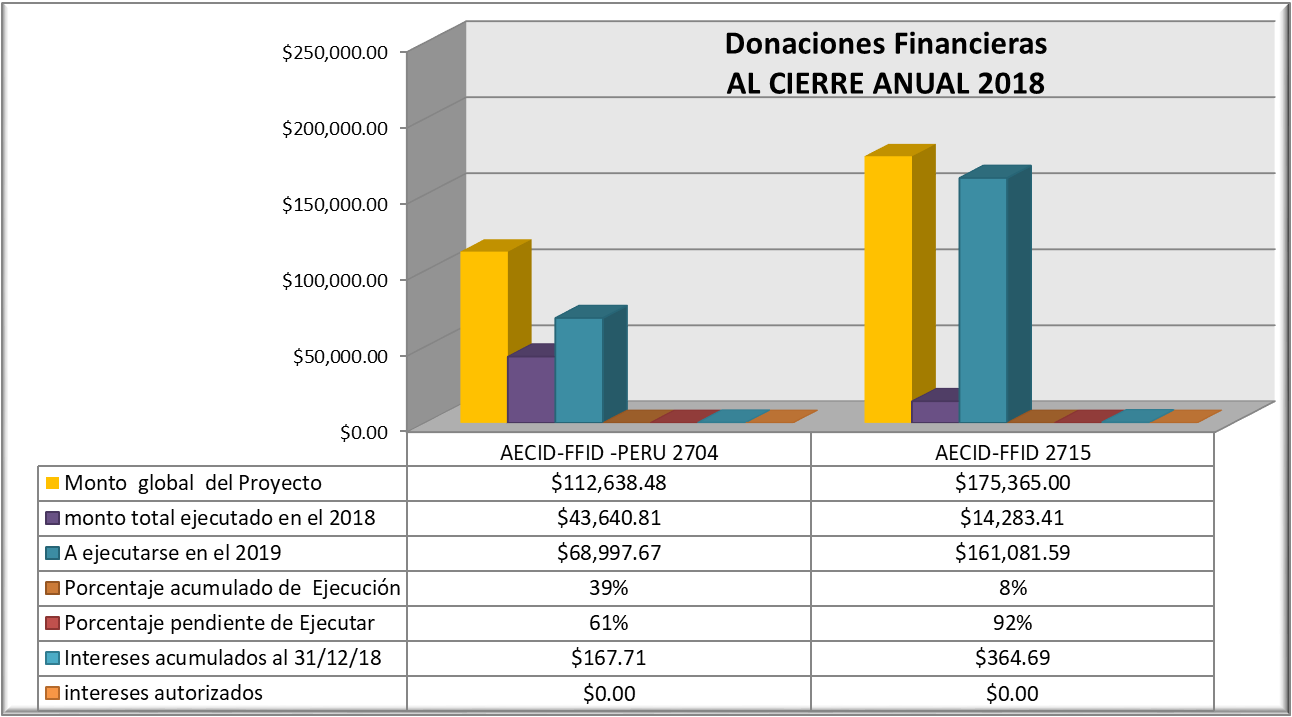 Donaciones Financieras
AL CIERRE ANUAL 2018
$250,000.00
$200,000.00
$150,000.00
$100,000.00
$50,000.00
$0.00
AECID-FFID -PERU 2704 AECID-FFID 2715
Monto global del Proyecto $112,638.48 $175,365.00
monto total ejecutado en el 2018 $43,640.81 $14,283.41
A ejecutarse en el 2019 $68,997.67 $161,081.59
Porcentaje acumulado de Ejecución 39% 8%
Porcentaje pendiente de Ejecutar 61% 92%
Intereses acumulados al 31/12/18 $167.71 $364.69
intereses autorizados $0.00 $0.00